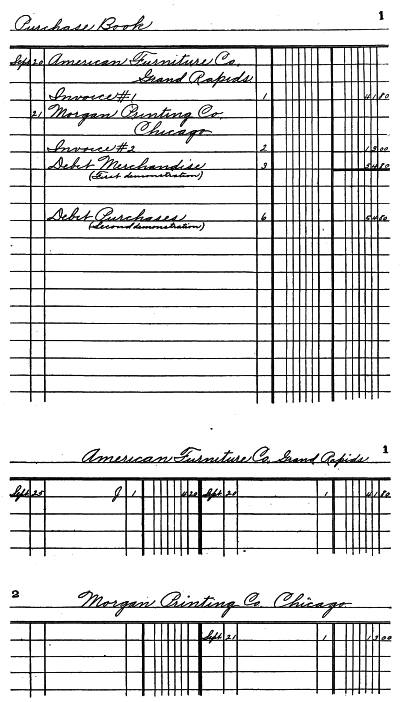 Purchase Book 1
Sept 20 American Furniture Co.
Grand Rapids
Invoice #1 1 41 80
21 Morgan Printing Co.
Chicago
Invoice #2 2 13 00
Debit Merchandise 3 54 80
(First demonstration)
Debit Purchases 6 54 80
(Second demonstration)
American Furniture Co. Grand Rapids 1
Sept 25 J 1 4 20 Sept 20 1 41 80
2 Morgan Printing Co. Chicago
Sept 21 1 13 00